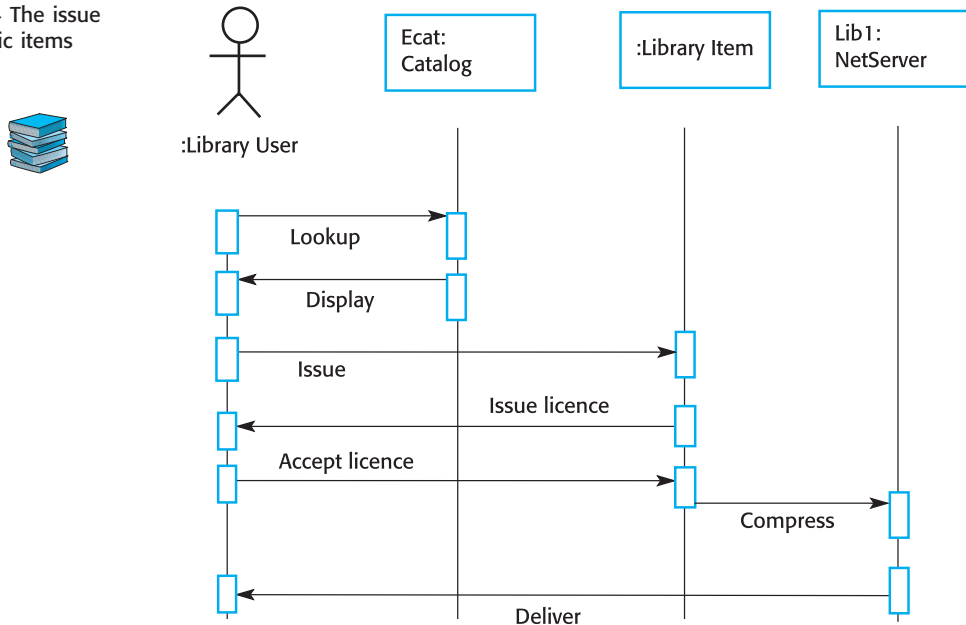 The issue
items
Ecat:
Catalog
:Library Item
Lib1:
NetServer
:Library User
Lookup
Display
Issue
Issue licence
Accept licence
Compress
Deliver